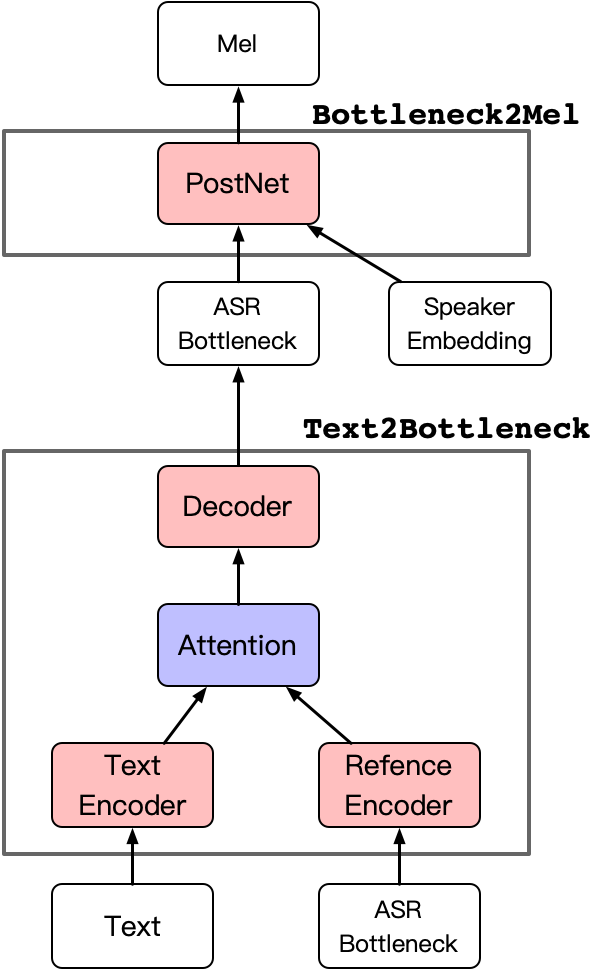 Mel
Bottleneck2Mel
PostNet
ASR
Bottleneck
Speaker
Embedding
Text2Bottleneck
Decoder
Attention
Text
Encoder
Refence
Encoder
Text
ASR
Bottleneck